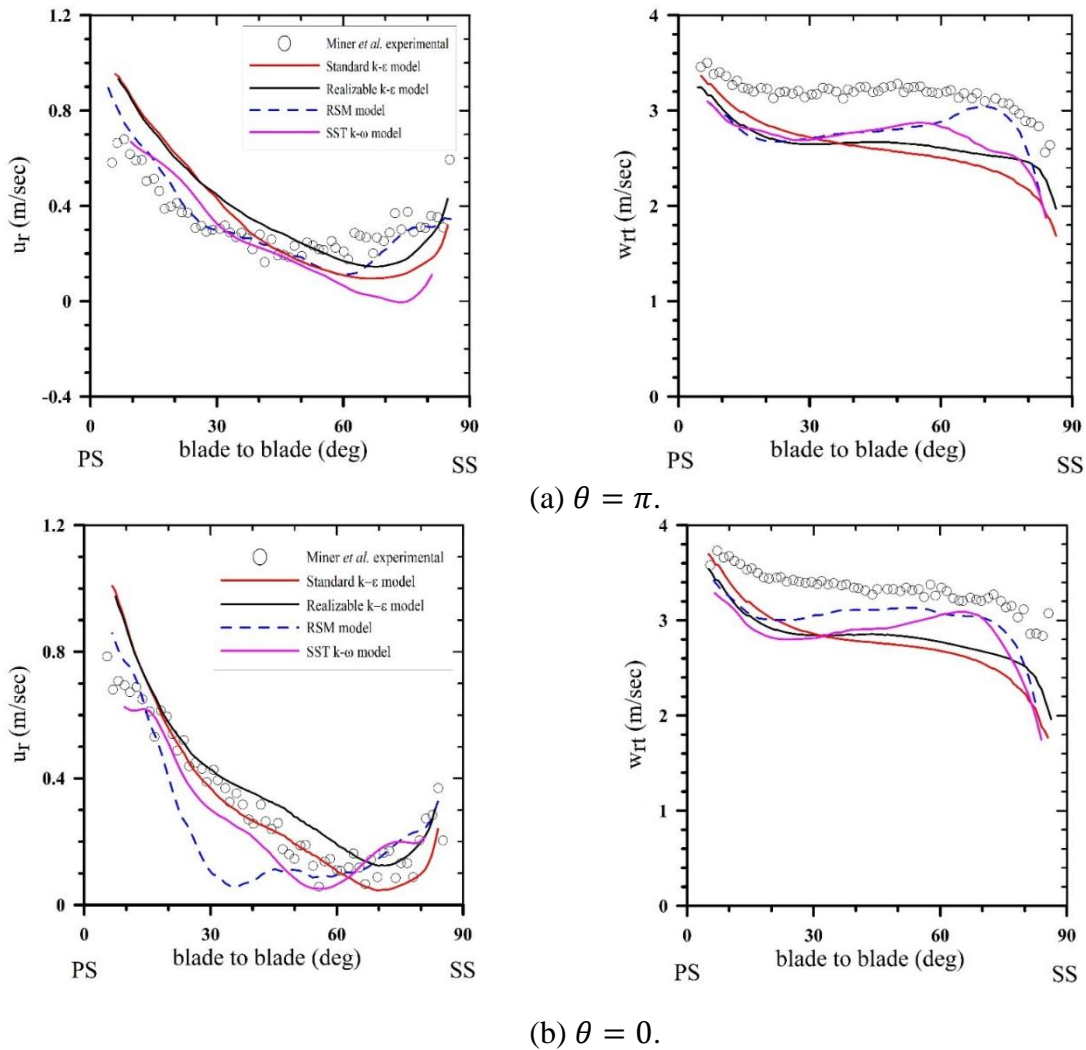 1.2
0.8
0.4
0
-0.4
u_r (m/sec)
Miner et al. experimental
Standard k-ε model
Realizable k-ε model
RSM model
SST k-ω model
0 30 60 90
blade to blade (deg)
PS SS
4
3
2
1
0
w_rt (m/sec)
0 30 60 90
blade to blade (deg)
PS SS
(a) θ = π.
1.2
0.8
0.4
0
u_r (m/sec)
Miner et al. experimental
Standard k−ε model
Realizable k−ε model
RSM model
SST k-ω model
0 30 60 90
blade to blade (deg)
PS SS
4
3
2
1
0
w_rt (m/sec)
0 30 60 90
blade to blade (deg)
PS SS
(b) θ = 0.